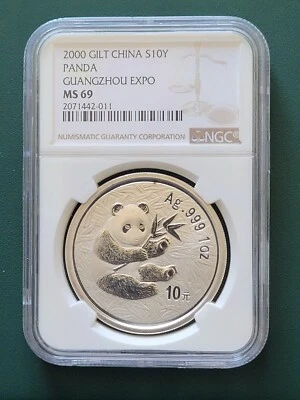 2000 GILT CHINA S10Y
PANDA
GUANGZHOU EXPO
MS 69
2071442-011
NUMISMATIC GUARANTY CORPORATION
NGC
Ag.999 1oz
10元